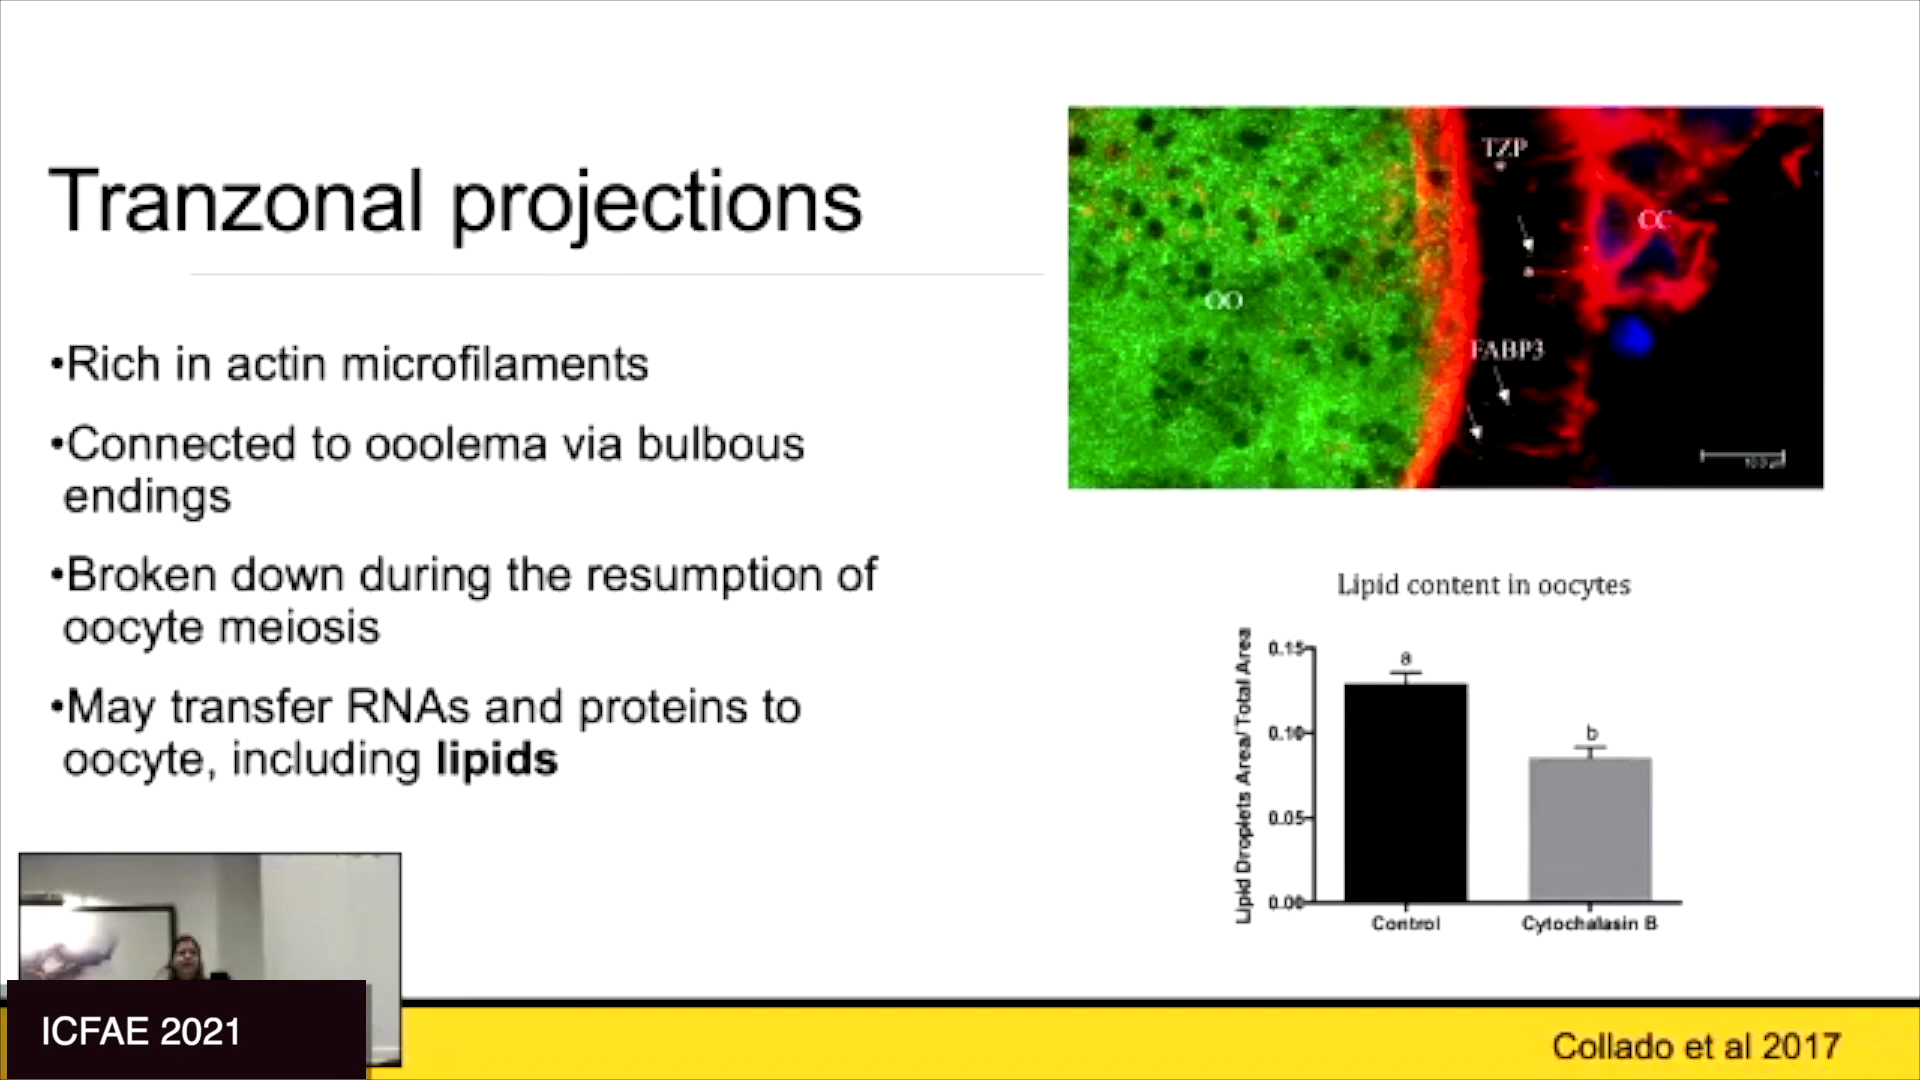 Tranzonal projections
•Rich in actin microfilaments
•Connected to ooolema via bulbous
endings
•Broken down during the resumption of
oocyte meiosis
•May transfer RNAs and proteins to
oocyte, including lipids
TZP
CC
OO
FABP3
Lipid content in oocytes
Lipid Droplets Area/ Total Area
0.15
0.10
0.05
0.00
a
b
Control
Cytochalasin B
ICFAE 2021
Collado et al 2017